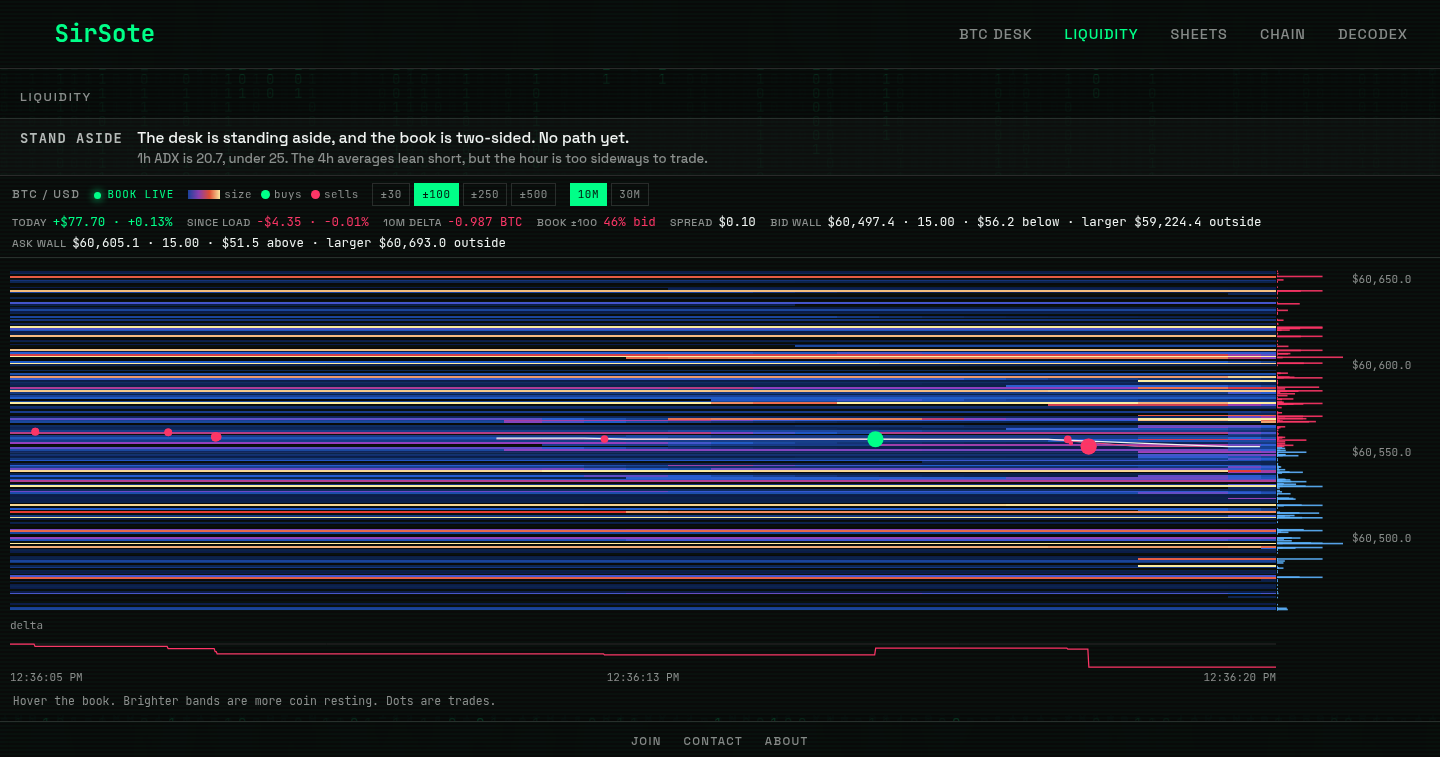 SirSote
BTC DESK LIQUIDITY SHEETS CHAIN DECODEX
LIQUIDITY
STAND ASIDE The desk is standing aside, and the book is two-sided. No path yet.
1h ADX is 20.7, under 25. The 4h averages lean short, but the hour is too sideways to trade.
BTC / USD BOOK LIVE size buys sells ±30 ±100 ±250 ±500 10M 30M
TODAY +$77.70 · +0.13% SINCE LOAD -$4.35 · -0.01% 10M DELTA -0.987 BTC BOOK ±100 46% bid SPREAD $0.10 BID WALL $60,497.4 · 15.00 · $56.2 below · larger $59,224.4 outside
ASK WALL $60,605.1 · 15.00 · $51.5 above · larger $60,693.0 outside
$60,650.0
$60,600.0
$60,550.0
$60,500.0
delta
12:36:05 PM 12:36:13 PM 12:36:20 PM
Hover the book. Brighter bands are more coin resting. Dots are trades.
JOIN CONTACT ABOUT